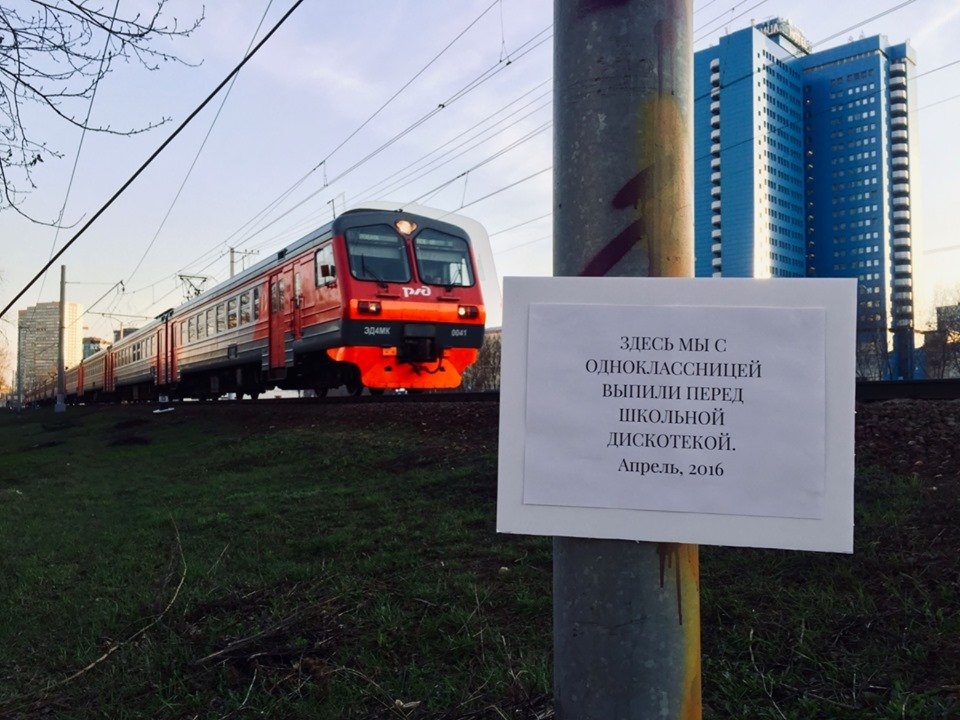 ржд
ЭД4МК 0041
ЗДЕСЬ МЫ С
ОДНОКЛАССНИЦЕЙ
ВЫПИЛИ ПЕРЕД
ШКОЛЬНОЙ
ДИСКОТЕКОЙ.
Апрель, 2016